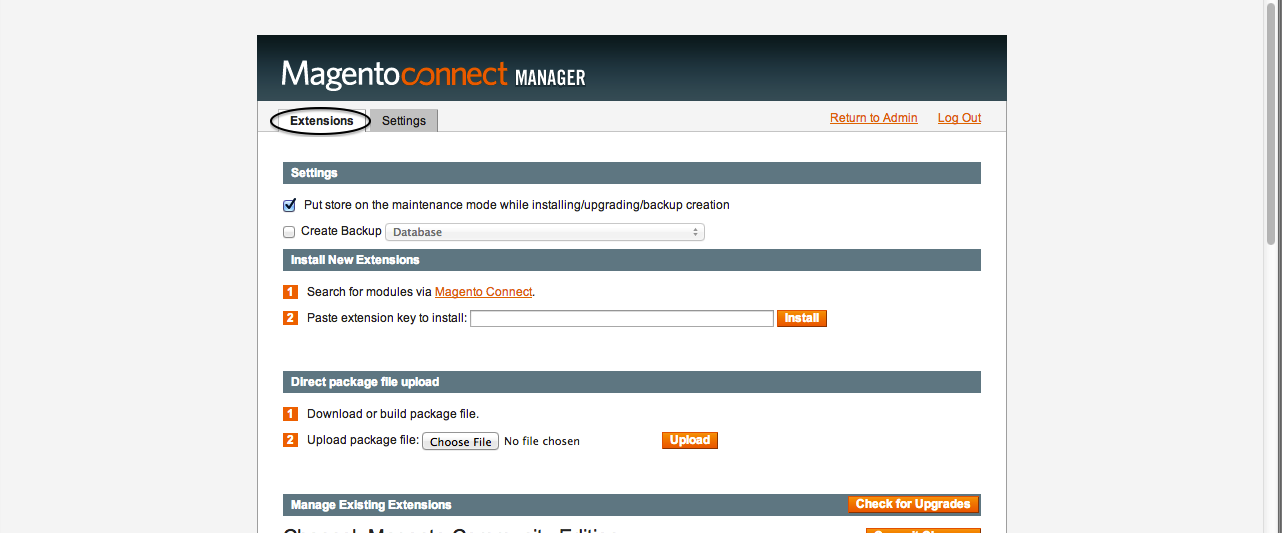 Magentoconnect MANAGER
Extensions Settings Return to Admin Log Out
Settings
Put store on the maintenance mode while installing/upgrading/backup creation
Create Backup Database
Install New Extensions
1 Search for modules via Magento Connect.
2 Paste extension key to install: Install
Direct package file upload
1 Download or build package file.
2 Upload package file: Choose File No file chosen Upload
Manage Existing Extensions Check for Upgrades